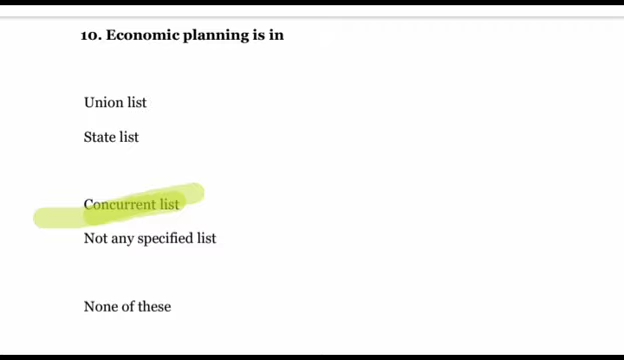 10. Economic planning is in
Union list
State list
Concurrent list
Not any specified list
None of these